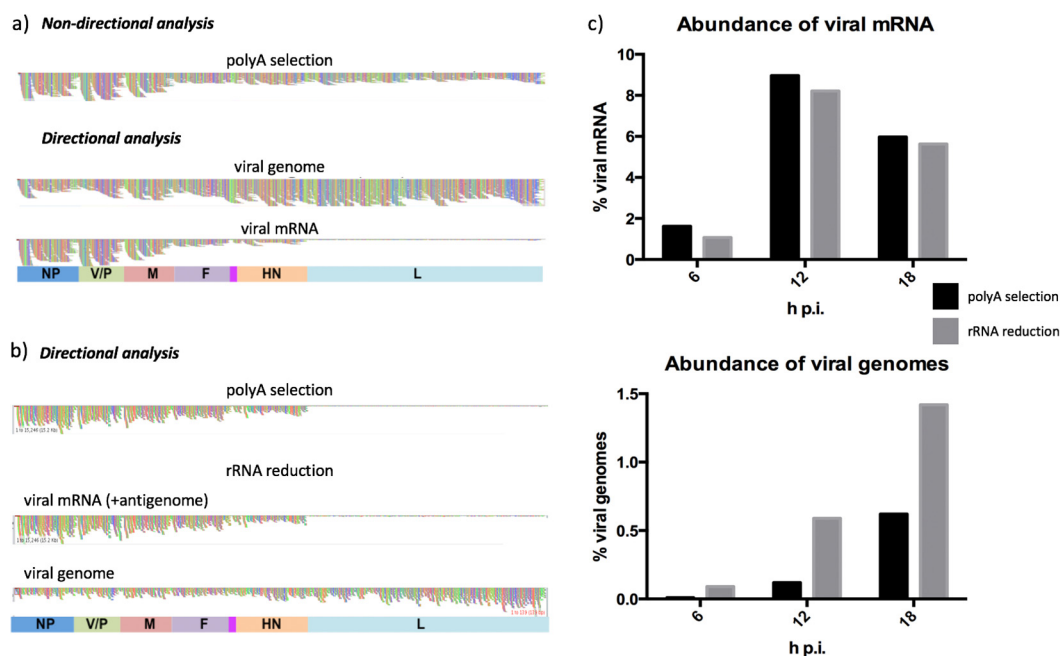 a) Non-directional analysis
polyA selection
Directional analysis
viral genome
viral mRNA
NP V/P M F HN L
b) Directional analysis
polyA selection
rRNA reduction
viral mRNA (+antigenome)
viral genome
NP V/P M F HN L
c)
Abundance of viral mRNA
% viral mRNA
10
8
6
4
2
0
6 12 18
h p.i.
polyA selection
rRNA reduction
Abundance of viral genomes
% viral genomes
1.5
1.0
0.5
0.0
6 12 18
h p.i.